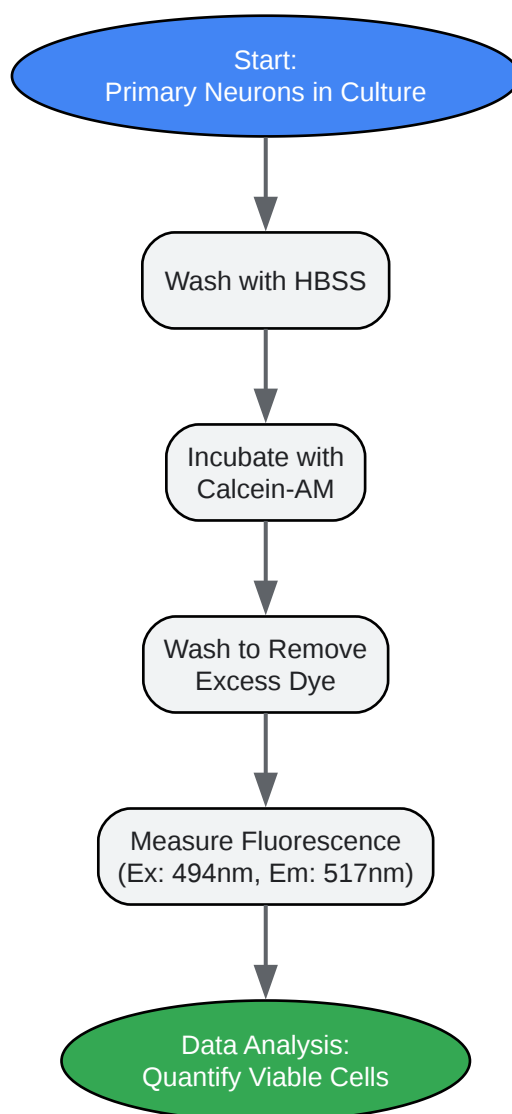 Start:
Primary Neurons in Culture
Wash with HBSS
Incubate with
Calcein-AM
Wash to Remove
Excess Dye
Measure Fluorescence
(Ex: 494nm, Em: 517nm)
Data Analysis:
Quantify Viable Cells